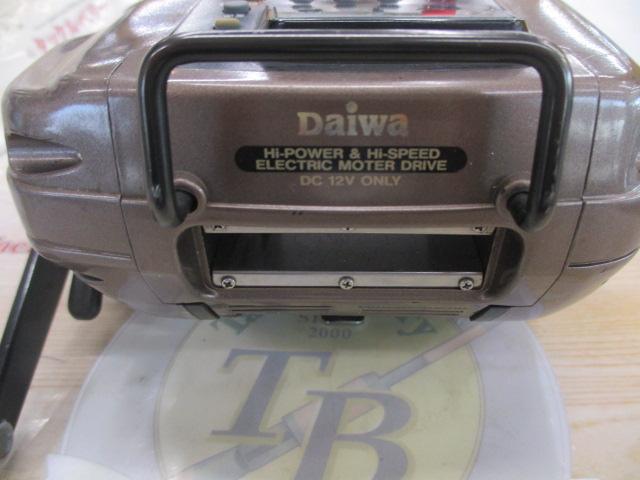 Daiwa
Hi-POWER & Hi-SPEED
ELECTRIC MOTER DRIVE
DC 12V ONLY
2000
TB